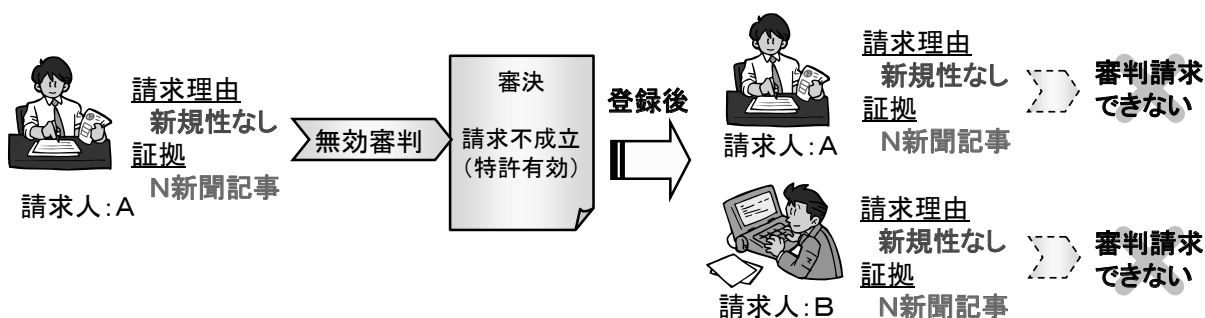 請求理由
新規性なし
証拠
N新聞記事
請求人:A
無効審判
審決
請求不成立
(特許有効)
登録後
請求理由
新規性なし
証拠
N新聞記事
請求人:A
審判請求
できない
請求理由
新規性なし
証拠
N新聞記事
請求人:B
審判請求
できない